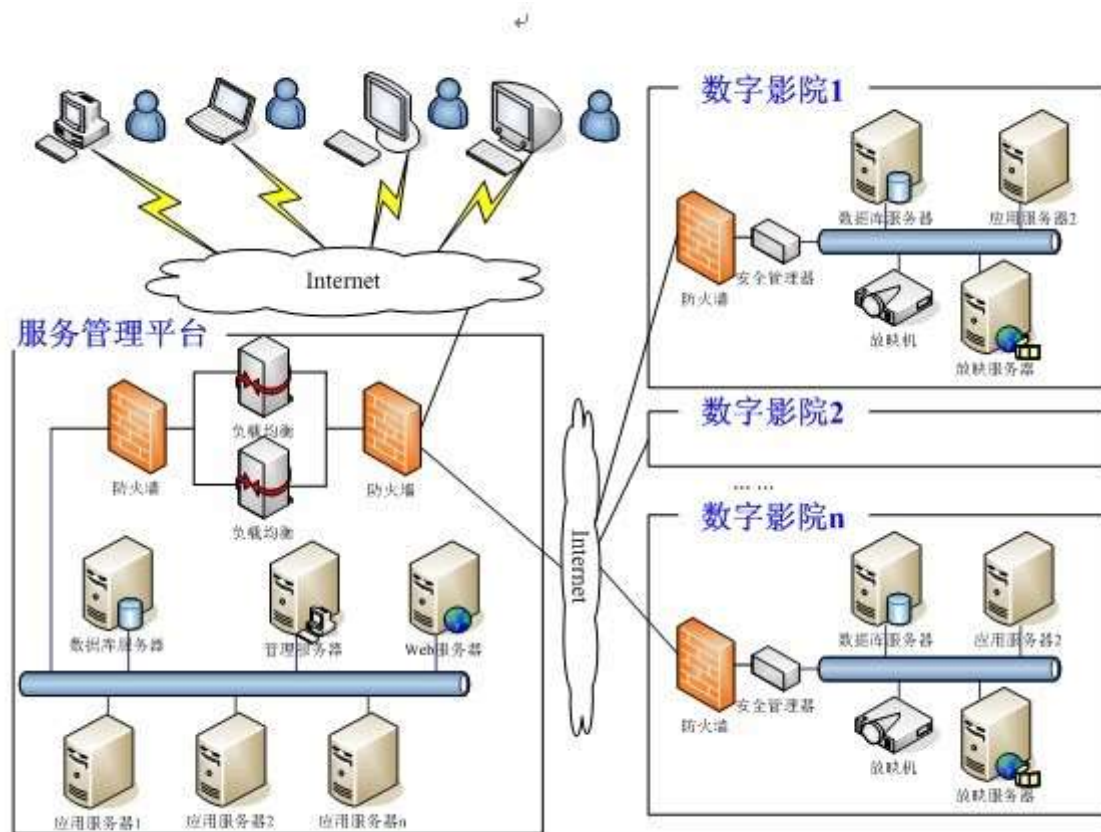 Internet
服务管理平台
负载均衡
防火墙
防火墙
负载均衡
数据库服务器
管理服务器
Web服务器
应用服务器1
应用服务器2
应用服务器n
Internet
数字影院1
数据库服务器
应用服务器2
防火墙
安全管理器
放映机
放映服务器
数字影院2
... ...
数字影院n
数据库服务器
应用服务器2
防火墙
安全管理器
放映机
放映服务器